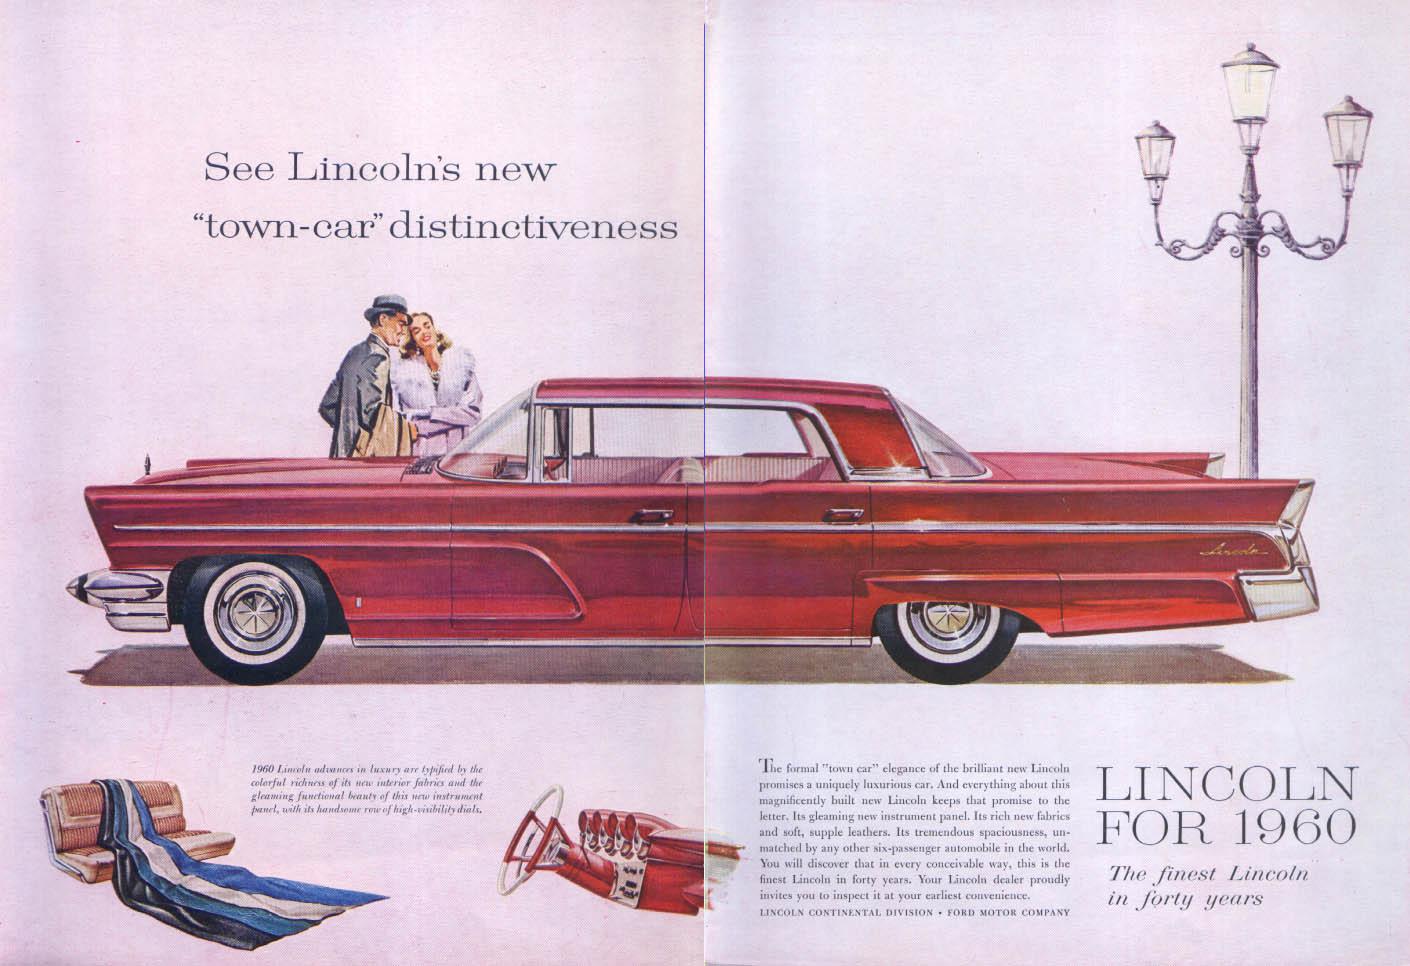 See Lincoln's new
"town-car" distinctiveness
Lincoln
1960 Lincoln advances in luxury are typified by the
colorful richness of its new interior fabrics and the
gleaming functional beauty of this new instrument
panel, with its handsome row of high-visibility dials.
The formal "town car" elegance of the brilliant new Lincoln
promises a uniquely luxurious car. And everything about this
magnificently built new Lincoln keeps that promise to the
letter. Its gleaming new instrument panel. Its rich new fabrics
and soft, supple leathers. Its tremendous spaciousness, un-
matched by any other six-passenger automobile in the world.
You will discover that in every conceivable way, this is the
finest Lincoln in forty years. Your Lincoln dealer proudly
invites you to inspect it at your earliest convenience.
LINCOLN CONTINENTAL DIVISION • FORD MOTOR COMPANY
LINCOLN
FOR 1960
The finest Lincoln
in forty years